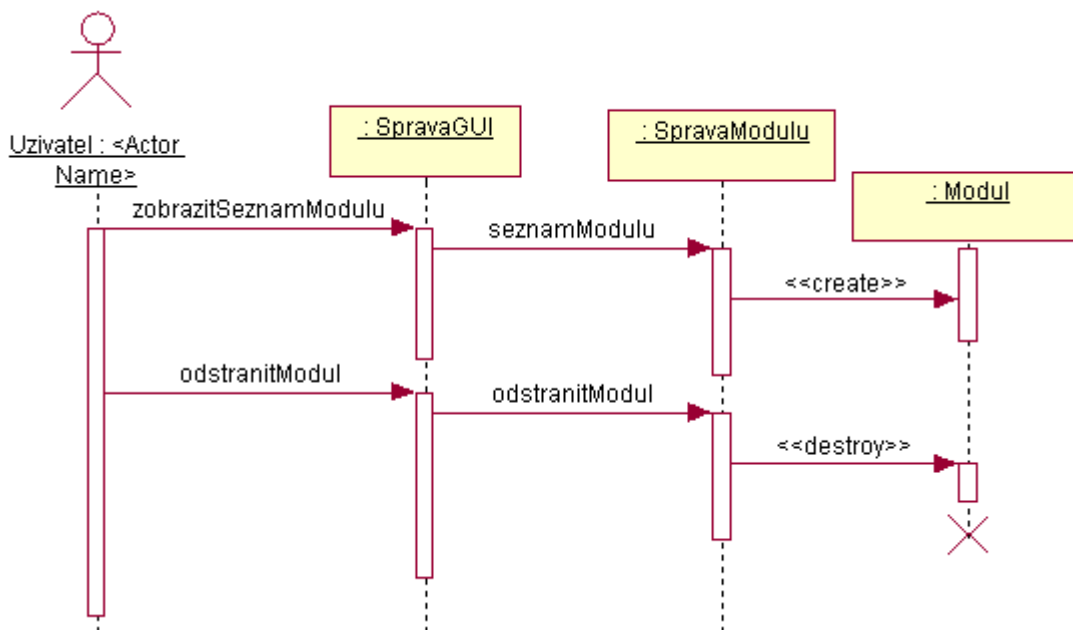 Uzivatel : <Actor
Name>
: SpravaGUI
: SpravaModulu
: Modul
zobrazitSeznamModulu
seznamModulu
<<create>>
odstranitModul
odstranitModul
<<destroy>>